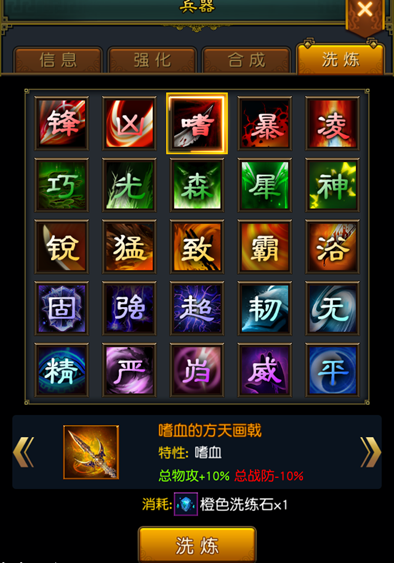 兵器
信息 强化 合成 洗炼
锋 凶 嗜 暴 凌
巧 光 森 犀 神
锐 猛 致 霸 浴
固 強 超 韧 无
精 严 岿 威 平
嗜血的方天画戟
特性: 嗜血
总物攻+10% 总战防-10%
消耗: 橙色洗练石x1
洗炼